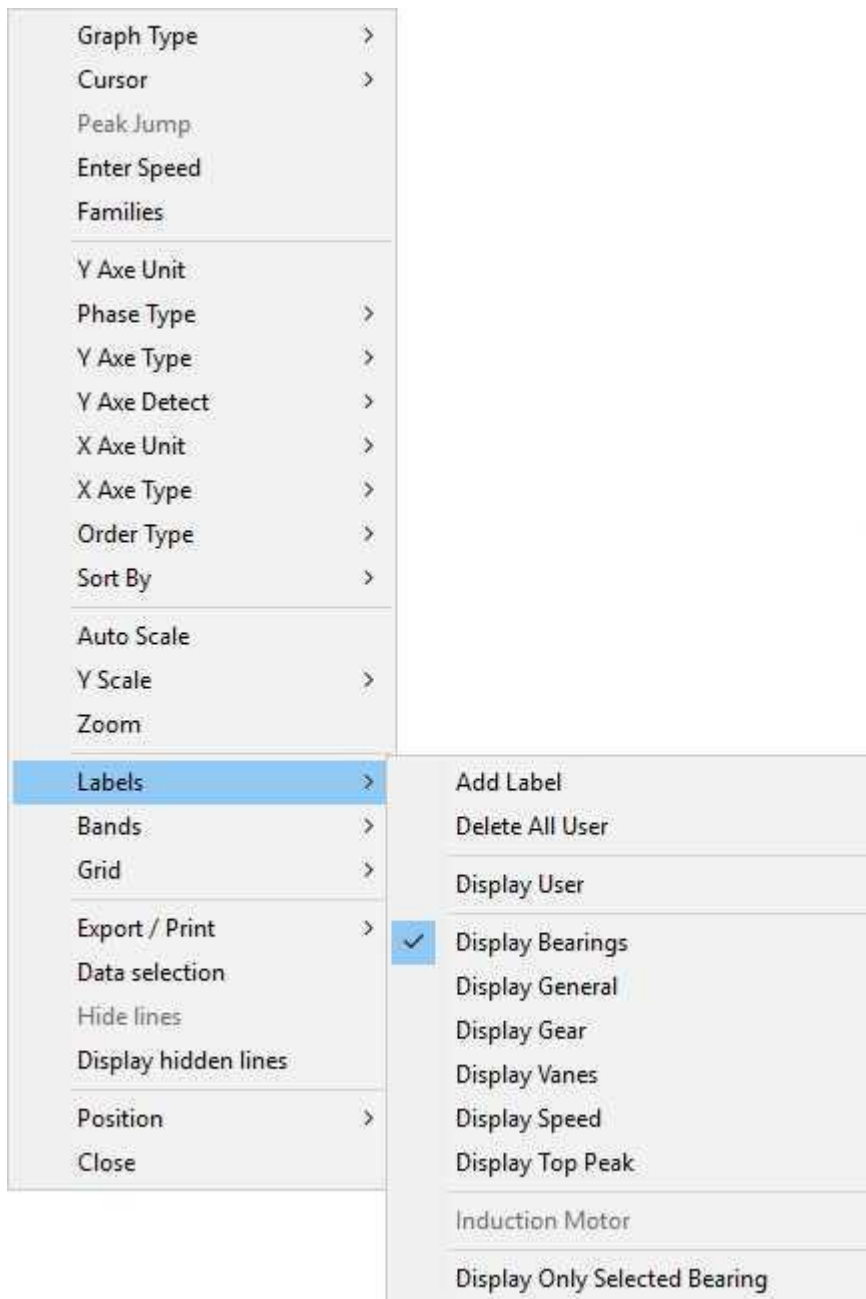 Graph Type
Cursor
Peak Jump
Enter Speed
Families
Y Axe Unit
Phase Type
Y Axe Type
Y Axe Detect
X Axe Unit
X Axe Type
Order Type
Sort By
Auto Scale
Y Scale
Zoom
Labels
Bands
Grid
Export / Print
Data selection
Hide lines
Display hidden lines
Position
Close
Add Label
Delete All User
Display User
Display Bearings
Display General
Display Gear
Display Vanes
Display Speed
Display Top Peak
Induction Motor
Display Only Selected Bearing